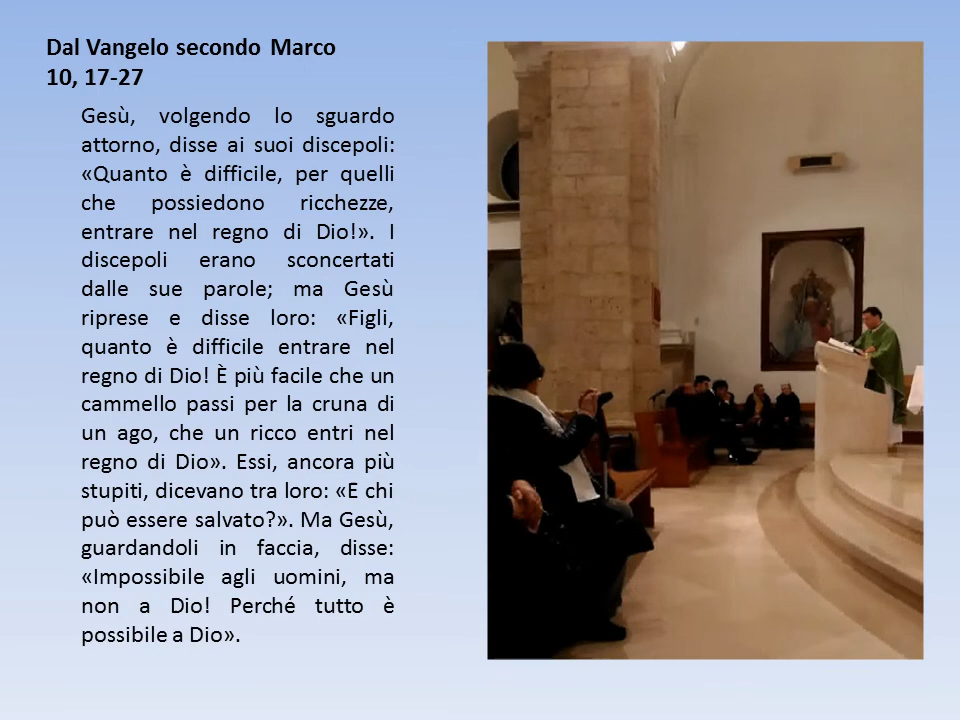 Dal Vangelo secondo Marco
10, 17-27
Gesù, volgendo lo sguardo
attorno, disse ai suoi discepoli:
«Quanto è difficile, per quelli
che possiedono ricchezze,
entrare nel regno di Dio!». I
discepoli erano sconcertati
dalle sue parole; ma Gesù
riprese e disse loro: «Figli,
quanto è difficile entrare nel
regno di Dio! È più facile che un
cammello passi per la cruna di
un ago, che un ricco entri nel
regno di Dio». Essi, ancora più
stupiti, dicevano tra loro: «E chi
può essere salvato?». Ma Gesù,
guardandoli in faccia, disse:
«Impossibile agli uomini, ma
non a Dio! Perché tutto è
possibile a Dio».